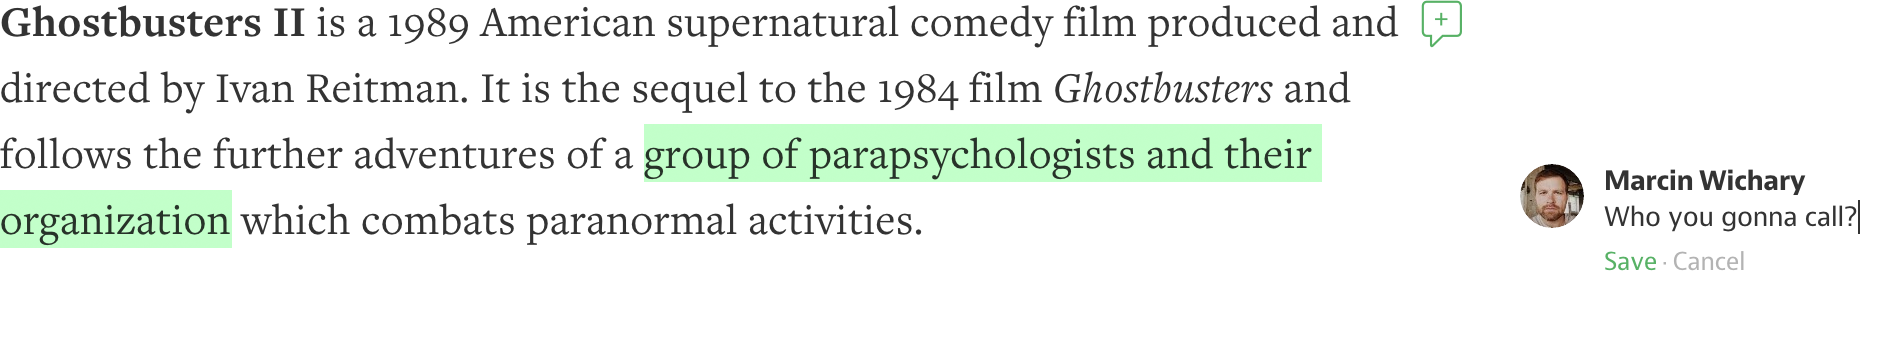 Ghostbusters II is a 1989 American supernatural comedy film produced and
directed by Ivan Reitman. It is the sequel to the 1984 film Ghostbusters and
follows the further adventures of a group of parapsychologists and their
organization which combats paranormal activities.
Marcin Wichary
Who you gonna call?
Save · Cancel